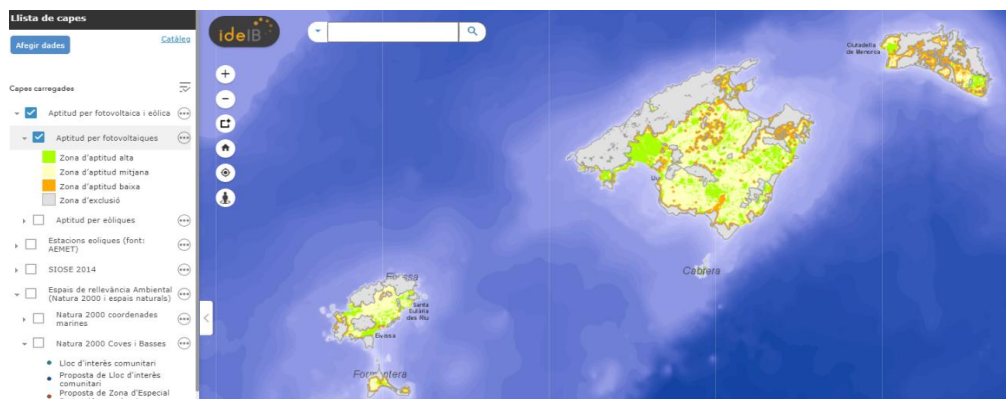 Llista de capes
Afegir dades
Catàleg
Capes carregades
Aptitud per fotovoltaica i eòlica
Aptitud per fotovoltaiques
Zona d'aptitud alta
Zona d'aptitud mitjana
Zona d'aptitud baixa
Zona d'exclusió
Aptitud per eòliques
Estacions eoliques (font:
AEMET)
SIOSE 2014
Espais de rellevància Ambiental
(Natura 2000 i espais naturals)
Natura 2000 coordenades
marines
Natura 2000 Coves i Basses
Lloc d'interès comunitari
Proposta de Lloc d'interès
comunitari
Proposta de Zona d'Especial
ideIB
Ciutadella
de Menorca
Cabrera
Eivissa
Santa
Eulària
des Riu
Eivissa
Formentera